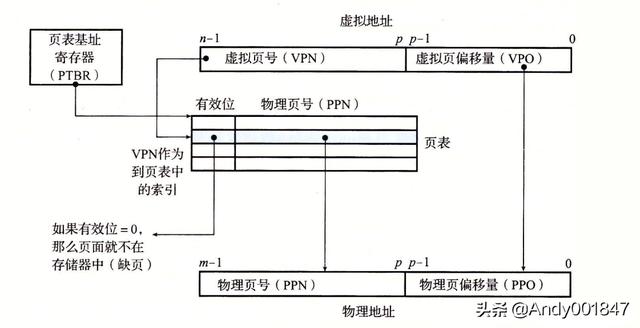 虚拟地址
n-1
p
p-1
0
页表基址
寄存器
(PTBR)
虚拟页号(VPN)
虚拟页偏移量(VPO)
有效位
物理页号(PPN)
页表
VPN作为
到页表中
的索引
如果有效位=0,
那么页面就不在
存储器中(缺页)
m-1
p
p-1
0
物理页号(PPN)
物理页偏移量(PPO)
物理地址
头条@Andy001847